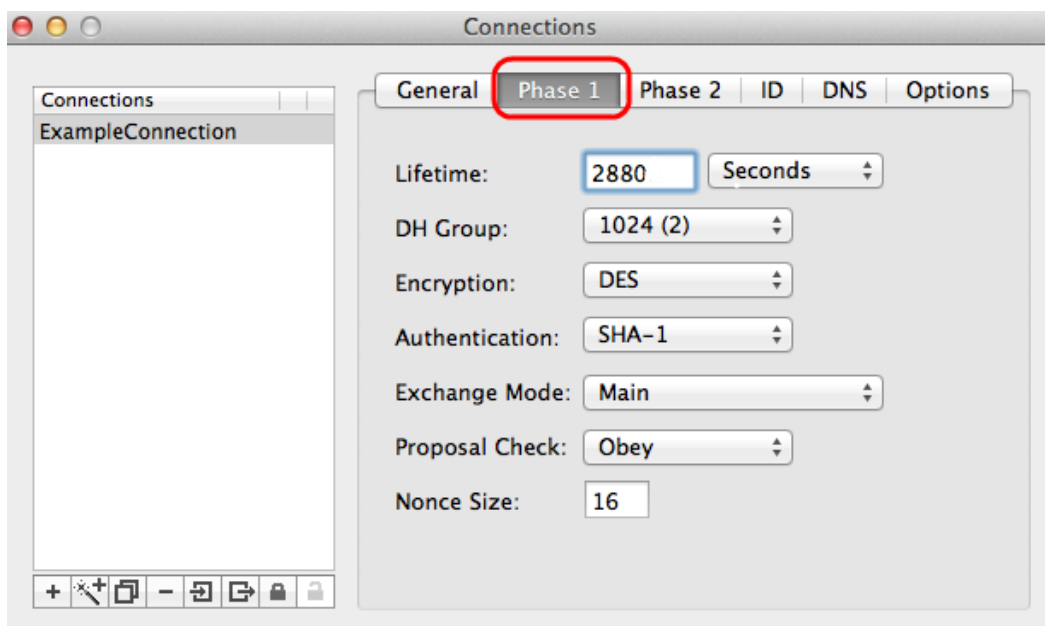 Connections
General Phase 1 Phase 2 ID DNS Options
Connections
ExampleConnection
Lifetime: 2880 Seconds
DH Group: 1024 (2)
Encryption: DES
Authentication: SHA-1
Exchange Mode: Main
Proposal Check: Obey
Nonce Size: 16